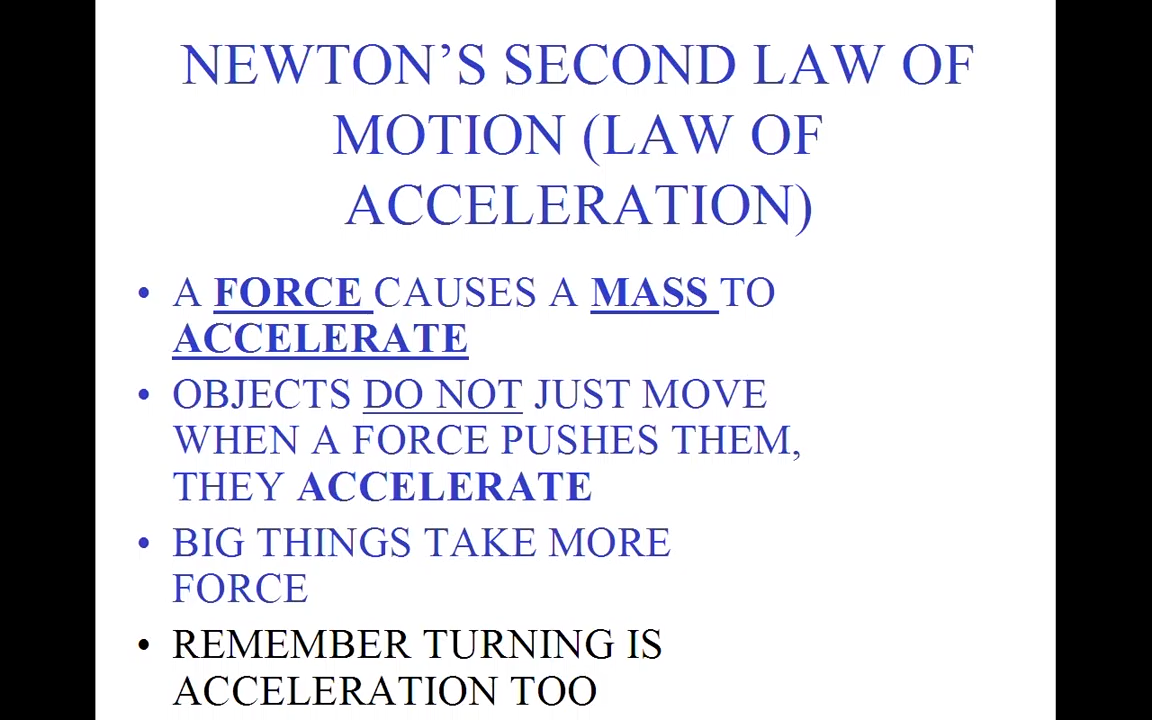 NEWTON’S SECOND LAW OF
MOTION (LAW OF
ACCELERATION)
• A FORCE CAUSES A MASS TO
ACCELERATE
• OBJECTS DO NOT JUST MOVE
WHEN A FORCE PUSHES THEM,
THEY ACCELERATE
• BIG THINGS TAKE MORE
FORCE
• REMEMBER TURNING IS
ACCELERATION TOO